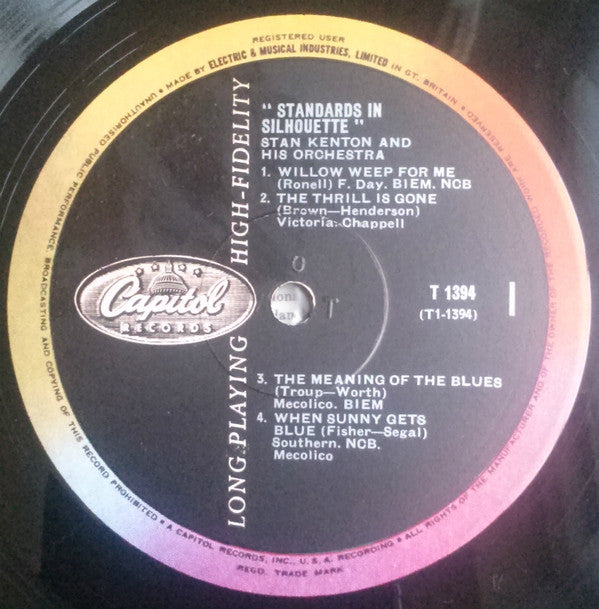 REGISTERED USER
• MADE BY ELECTRIC & MUSICAL INDUSTRIES, LIMITED IN GT. BRITAIN •
" STANDARDS IN
SILHOUETTE "
STAN KENTON AND
HIS ORCHESTRA
1. WILLOW WEEP FOR ME
(Ronell) F. Day. BIEM. NCB
2. THE THRILL IS GONE
(Brown—Henderson)
Victoria. Chappell
Capitol
RECORDS
LONG PLAYING HIGH-FIDELITY
O
T
T 1394
(T1-1394)
I
3. THE MEANING OF THE BLUES
(Troup—Worth)
Mecolico. BIEM
4. WHEN SUNNY GETS
BLUE (Fisher—Segal)
Southern. NCB.
Mecolico
ALL RIGHTS OF THE MANUFACTURER AND OF THE OWNER OF THE RECORDED WORK ARE RESERVED
UNAUTHORISED PUBLIC PERFORMANCE, BROADCASTING AND COPYING OF THIS RECORD PROHIBITED
• A CAPITOL RECORDS, INC., U.S.A. RECORDING •
REGD. TRADE MARK